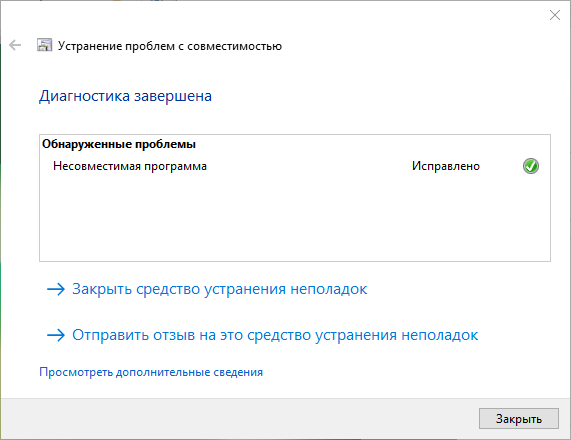 Устранение проблем с совместимостью
Диагностика завершена
Обнаруженные проблемы
Несовместимая программа Исправлено
Закрыть средство устранения неполадок
Отправить отзыв на это средство устранения неполадок
Просмотреть дополнительные сведения
Закрыть